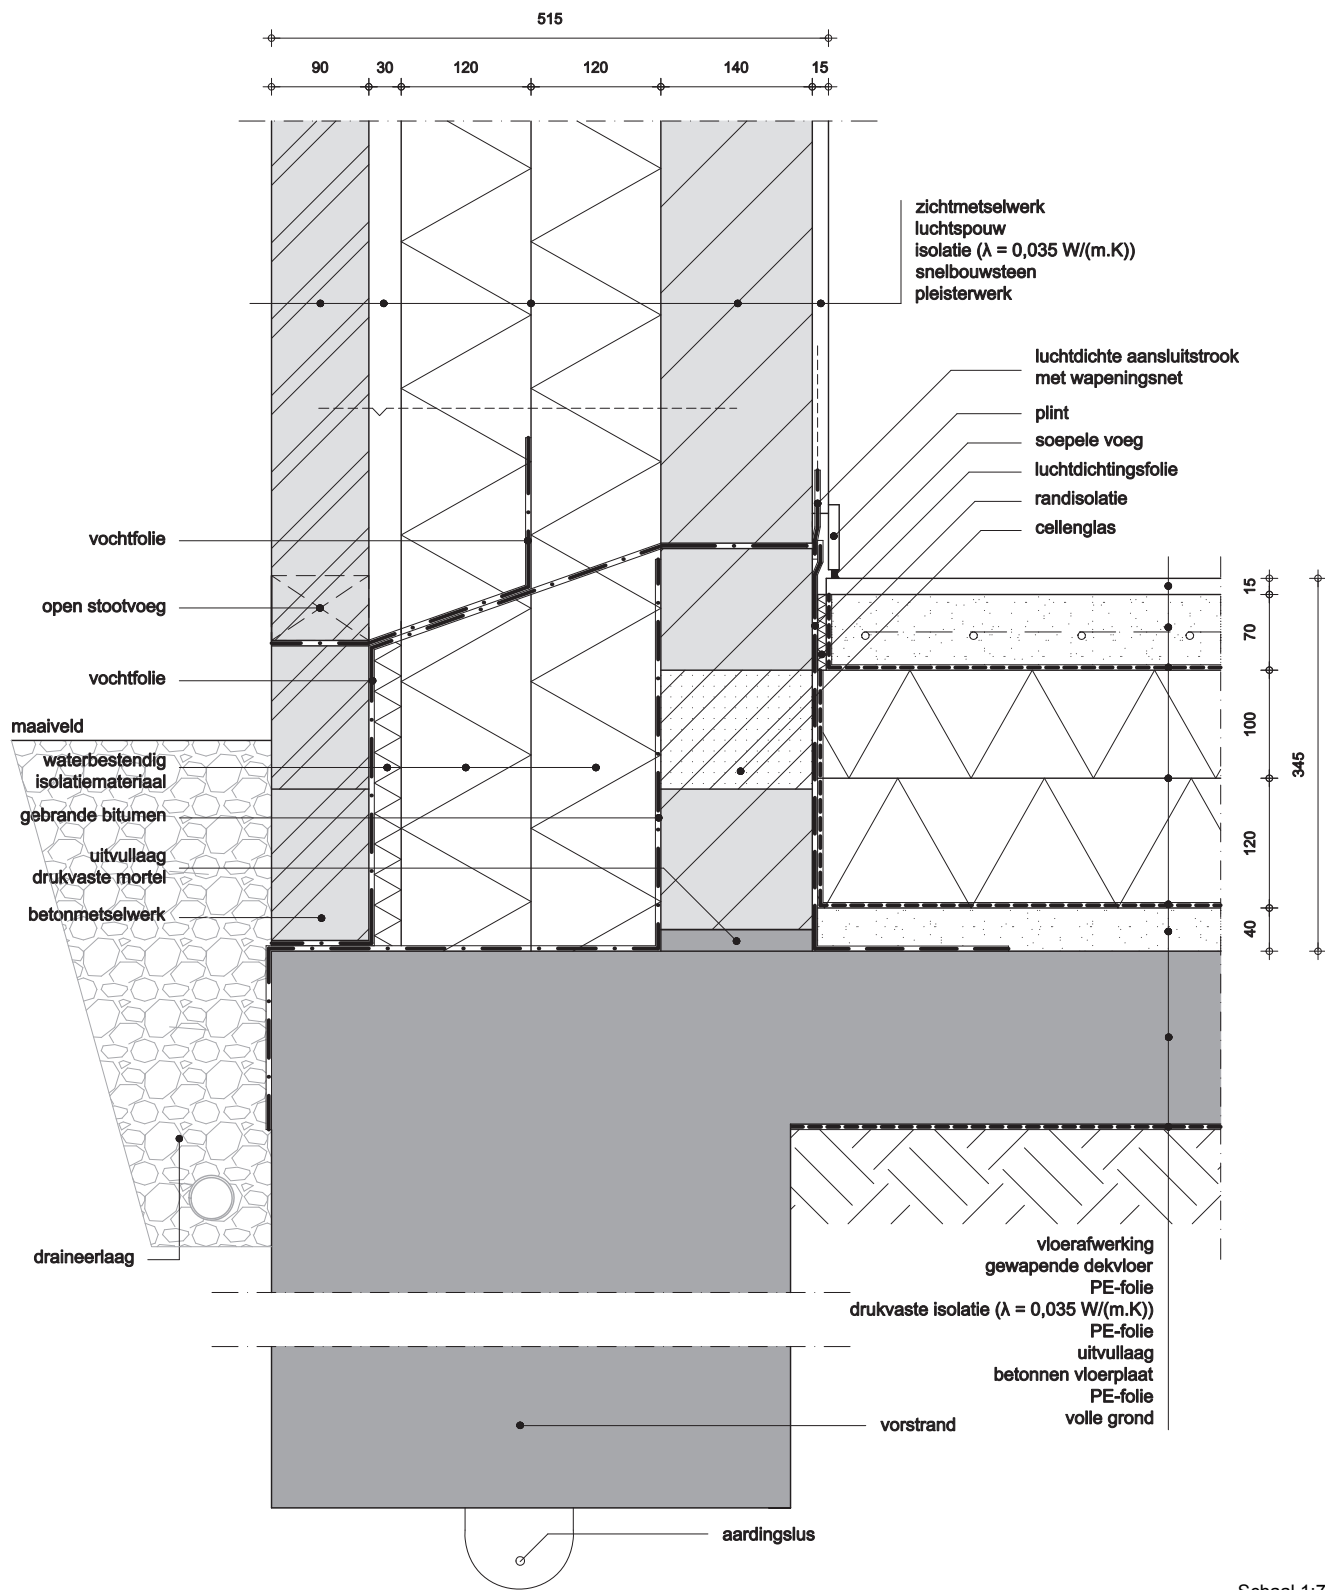 515
90
30
120
120
140
15
zichtmetselwerk
luchtspouw
isolatie (λ = 0,035 W/(m.K))
snelbouwsteen
pleisterwerk
luchtdichte aansluitstrook
met wapeningsnet
plint
soepele voeg
luchtdichtingsfolie
randisolatie
cellenglas
vochtfolie
open stootvoeg
vochtfolie
maaiveld
waterbestendig
isolatiemateriaal
gebrande bitumen
uitvullaag
drukvaste mortel
betonmetselwerk
draineerlaag
15
70
100
120
40
345
vloerafwerking
gewapende dekvloer
PE-folie
drukvaste isolatie (λ = 0,035 W/(m.K))
PE-folie
uitvullaag
betonnen vloerplaat
PE-folie
volle grond
vorstrand
aardingslus
Schaal 1:7